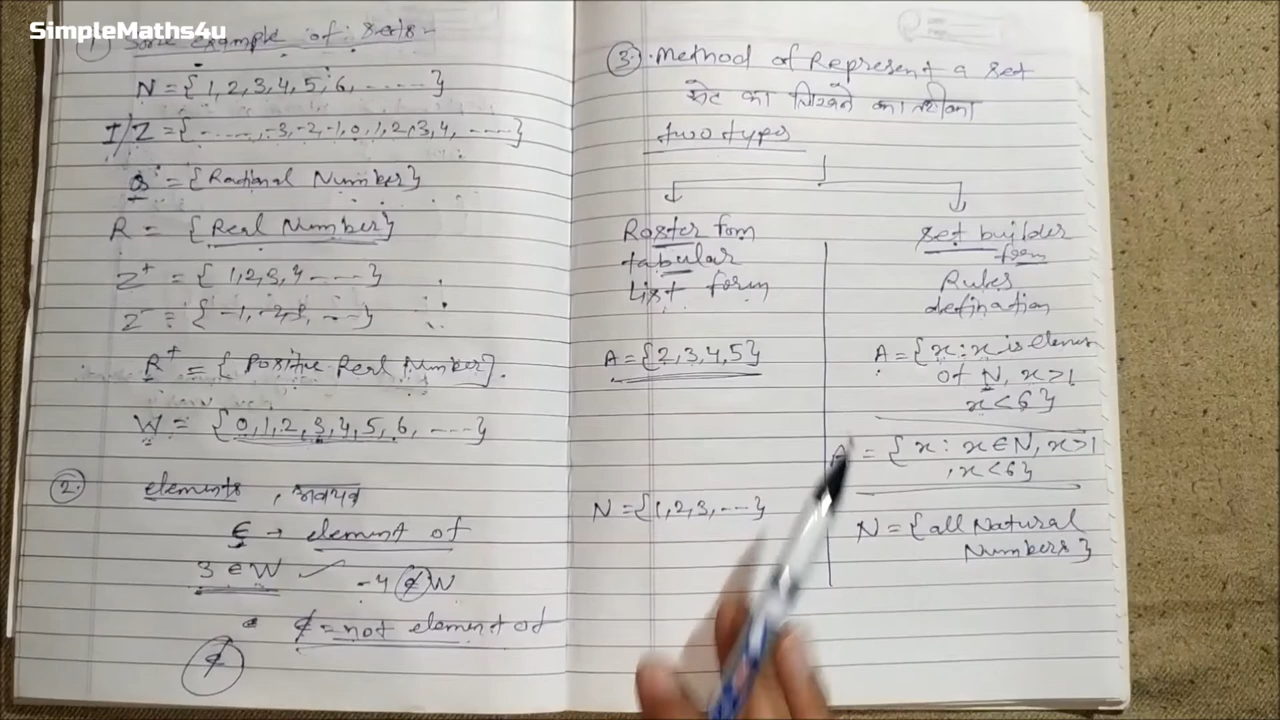 SimpleMaths4u
① Some example of sets:-
N = {1, 2, 3, 4, 5, 6, ......}
I/Z = {......, -3, -2, -1, 0, 1, 2, 3, 4, ......}
Q = {Rational Number}
R = {Real Number}
Z⁺ = {1, 2, 3, 4 .....}
Z⁻ = {-1, -2, 3, ....}
R⁺ = {Positive Real Number}.
W = {0, 1, 2, 3, 4, 5, 6, ....}
② elements, अवयव
∈ → element of
3 ∈ W ✓ -4 ∉ W
∉ = not element of
∉
③ . Method of Represent a set
सेट का लिखने का तरीका
two types
Roster fom
tabular
List form
A = {2, 3, 4, 5}
N = {1, 2, 3, ....}
set builder
form
Rules
defination
A = {x : x is elemen
of N, x > 1
x < 6}
A = {x : x ∈ N, x > 1
, x < 6}
N = {all Natural
Numbers}